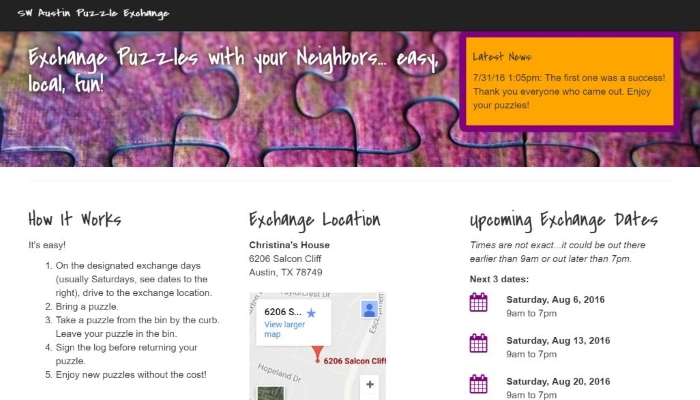 SW Austin Puzzle Exchange
Exchange Puzzles with your Neighbors... easy,
local, fun!
Latest News:
7/31/16 1:05pm: The first one was a success!
Thank you everyone who came out. Enjoy
your puzzles!
How It Works
It's easy!
1. On the designated exchange days
(usually Saturdays, see dates to the
right), drive to the exchange location.
2. Bring a puzzle.
3. Take a puzzle from the bin by the curb.
Leave your puzzle in the bin.
4. Sign the log before returning your
puzzle.
5. Enjoy new puzzles without the cost!
Exchange Location
Christina's House
6206 Salcon Cliff
Austin, TX 78749
6206 S...
View larger
map
6206 Salcon Cliff
Hopeland Dr
+
Upcoming Exchange Dates
Times are not exact...it could be out there
earlier than 9am or out later than 7pm.
Next 3 dates:
Saturday, Aug 6, 2016
9am to 7pm
Saturday, Aug 13, 2016
9am to 7pm
Saturday, Aug 20, 2016
9am to 7pm